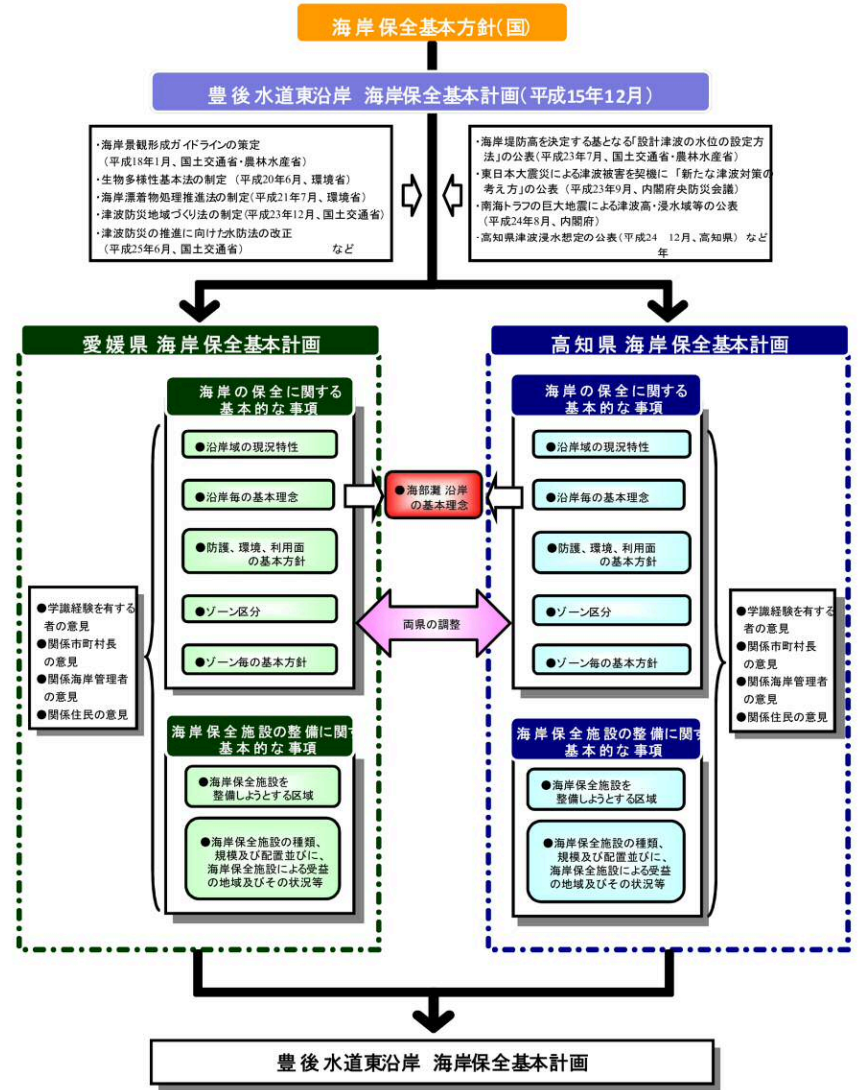 海岸保全基本方針(国)
豊後水道東沿岸 海岸保全基本計画(平成15年12月)
・海岸景観形成ガイドラインの策定
(平成18年1月、国土交通省・農林水産省)
・生物多様性基本法の制定 (平成20年6月、環境省)
・海岸漂着物処理推進法の制定(平成21年7月、環境省)
・津波防災地域づくり法の制定(平成23年12月、国土交通省)
・津波防災の推進に向けた水防法の改正
(平成25年6月、国土交通省) など
・海岸堤防高を決定する基となる「設計津波の水位の設定方
法」の公表(平成23年7月、国土交通省・農業水産省)
・東日本大震災による津波被害を契機に「新たな津波対策の
考え方」の公表 (平成23年9月、内閣府央防災会議)
・南海トラフの巨大地震による津波高・浸水域等の公表
(平成24年8月、内閣府)
・高知県津波浸水想定の公表(平成24 12月、高知県) など
年
愛媛県 海岸保全基本計画
海岸の保全に関する
基本的な事項
●沿岸域の現況特性
●沿岸毎の基本理念
●防護、環境、利用面
の基本方針
●ゾーン区分
●ゾーン毎の基本方針
海岸保全施設の整備に関す
基本的な事項
●海岸保全施設を
整備しようとする区域
●海岸保全施設の種類、
規模及び配置並びに、
海岸保全施設による受益
の地域及びその状況等
●学識経験を有する
者の意見
●関係市町村長
の意見
●関係海岸管理者
の意見
●関係住民の意見
●海部灘 沿岸
の基本理念
両県の調整
高知県 海岸保全基本計画
海岸の保全に関する
基本的な事項
●沿岸域の現況特性
●沿岸毎の基本理念
●防護、環境、利用面
の基本方針
●ゾーン区分
●ゾーン毎の基本方針
海岸保全施設の整備に関す
基本的な事項
●海岸保全施設を
整備しようとする区域
●海岸保全施設の種類、
規模及び配置並びに、
海岸保全施設による受益
の地域及びその状況等
●学識経験を有する
者の意見
●関係市町村長
の意見
●関係海岸管理者
の意見
●関係住民の意見
豊後水道東沿岸 海岸保全基本計画